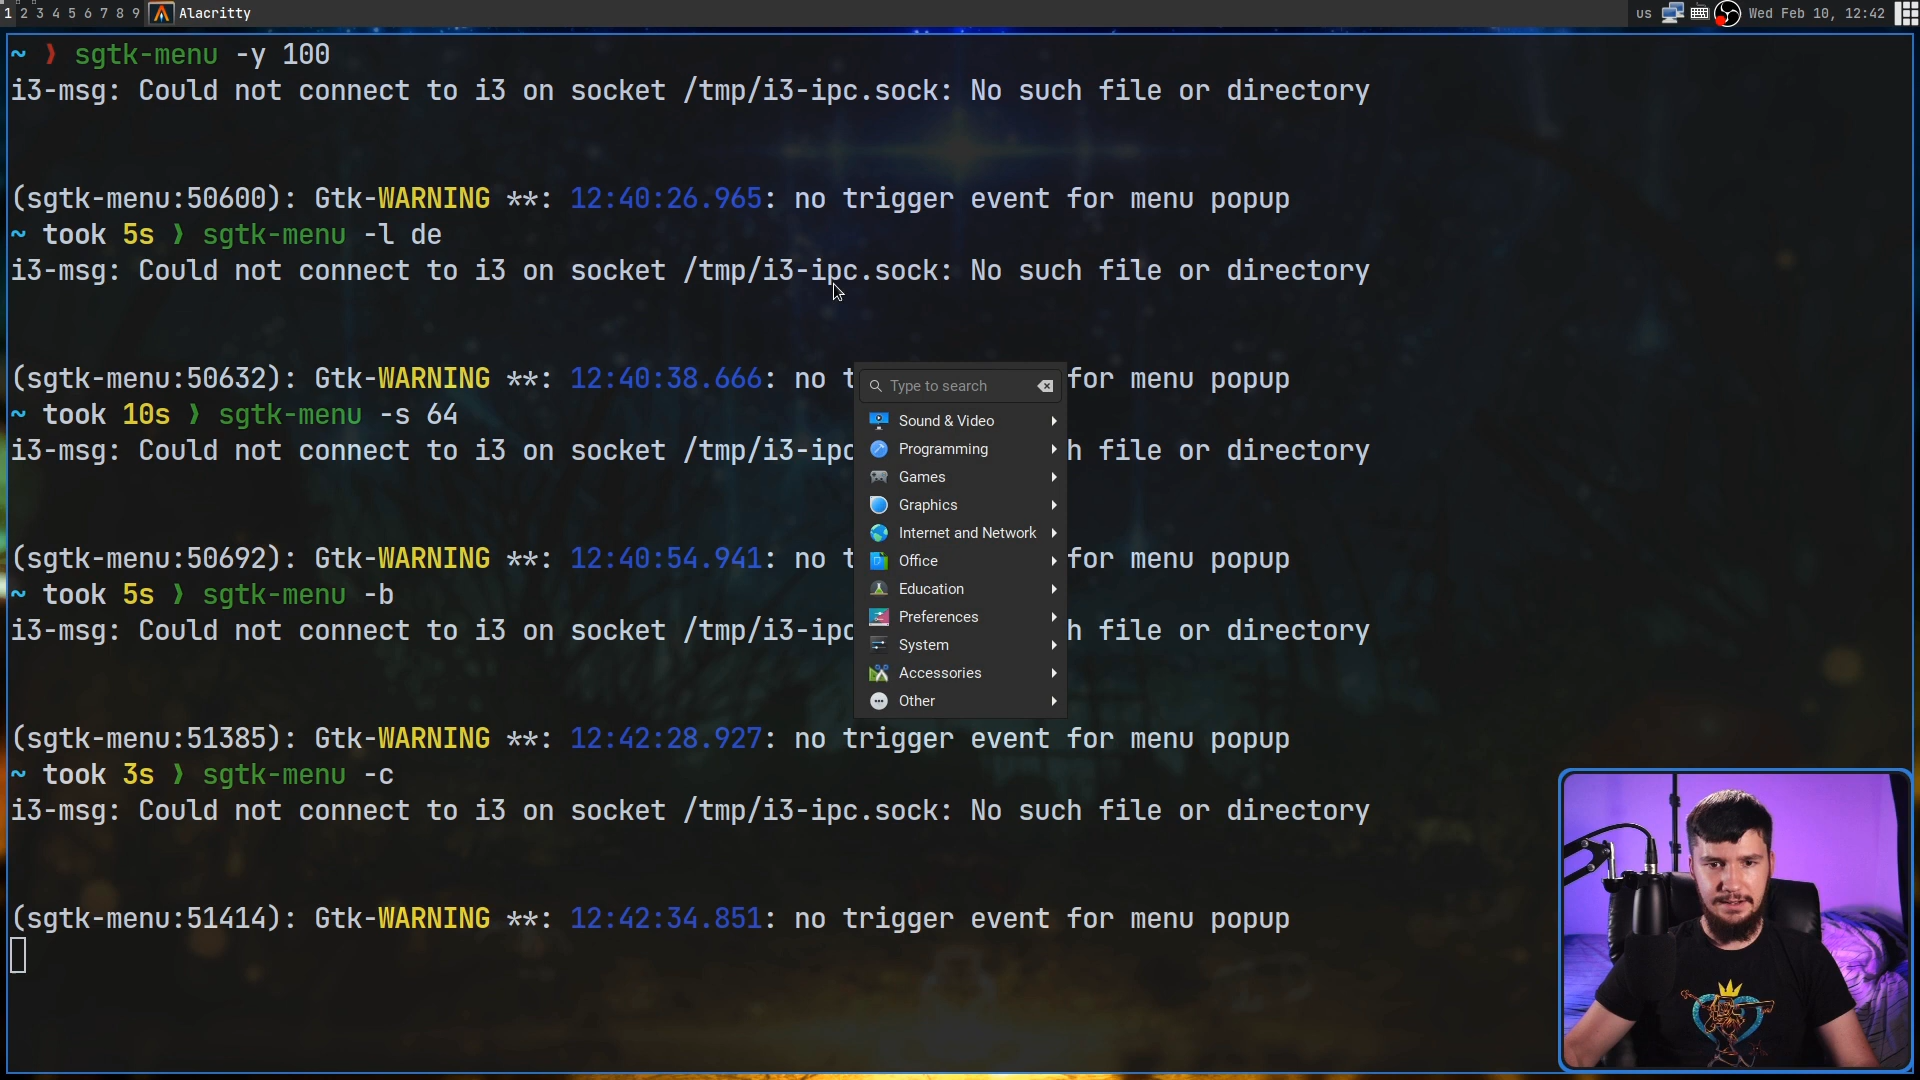 1 2 3 4 5 6 7 8 9 Alacritty us Wed Feb 10, 12:42
~ ❯ sgtk-menu -y 100
i3-msg: Could not connect to i3 on socket /tmp/i3-ipc.sock: No such file or directory
(sgtk-menu:50600): Gtk-WARNING **: 12:40:26.965: no trigger event for menu popup
~ took 5s ❯ sgtk-menu -l de
i3-msg: Could not connect to i3 on socket /tmp/i3-ipc.sock: No such file or directory
(sgtk-menu:50632): Gtk-WARNING **: 12:40:38.666: no t for menu popup
~ took 10s ❯ sgtk-menu -s 64
i3-msg: Could not connect to i3 on socket /tmp/i3-ipc h file or directory
(sgtk-menu:50692): Gtk-WARNING **: 12:40:54.941: no t for menu popup
~ took 5s ❯ sgtk-menu -b
i3-msg: Could not connect to i3 on socket /tmp/i3-ipc h file or directory
(sgtk-menu:51385): Gtk-WARNING **: 12:42:28.927: no trigger event for menu popup
~ took 3s ❯ sgtk-menu -c
i3-msg: Could not connect to i3 on socket /tmp/i3-ipc.sock: No such file or directory
(sgtk-menu:51414): Gtk-WARNING **: 12:42:34.851: no trigger event for menu popup
Type to search
Sound & Video
Programming
Games
Graphics
Internet and Network
Office
Education
Preferences
System
Accessories
Other